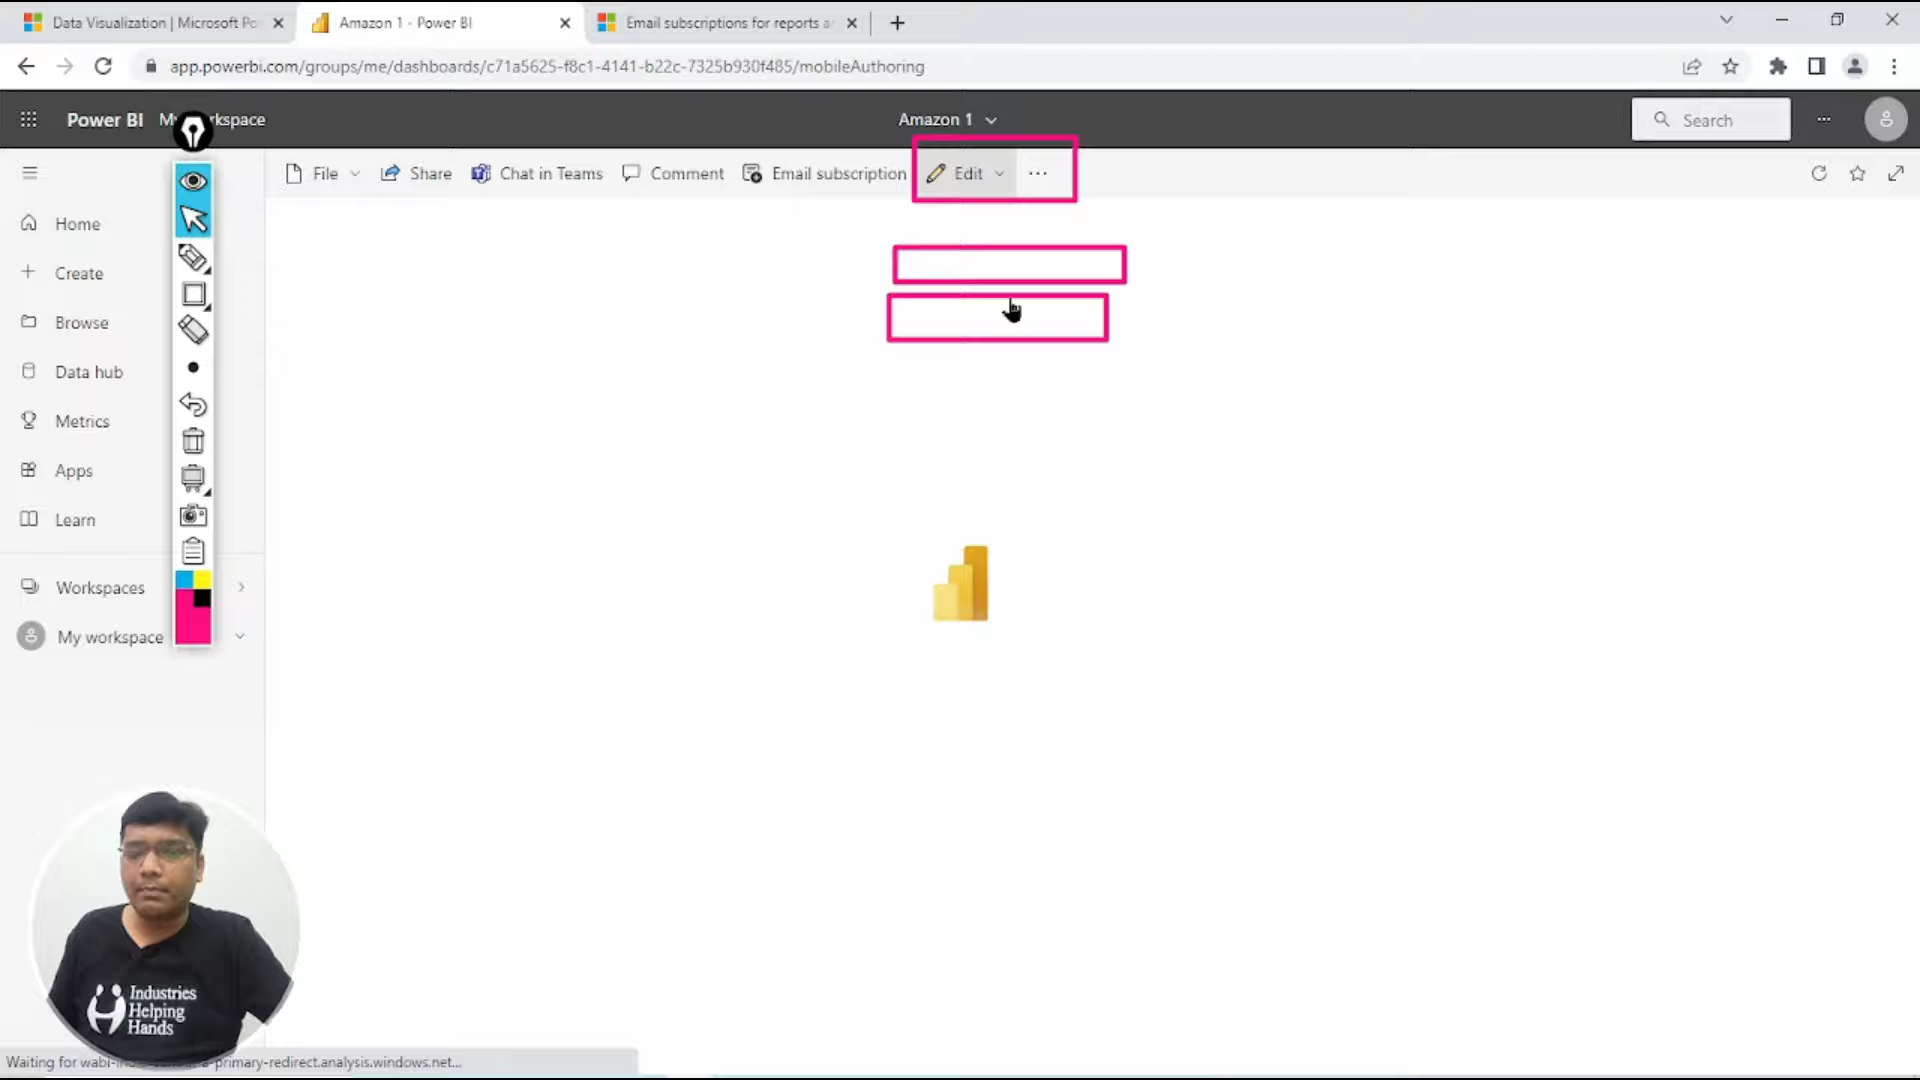 Data Visualization | Microsoft Po
Amazon 1 - Power BI
Email subscriptions for reports a
app.powerbi.com/groups/me/dashboards/c71a5625-f8c1-4141-b22c-7325b930f485/mobileAuthoring
Power BI
Amazon 1
Search
File
Share
Chat in Teams
Comment
Email subscription
Edit
Home
Create
Browse
Data hub
Metrics
Apps
Learn
Workspaces
My workspace
Industries
Helping
Hands
Waiting for primary-redirect.analysis.windows.net...